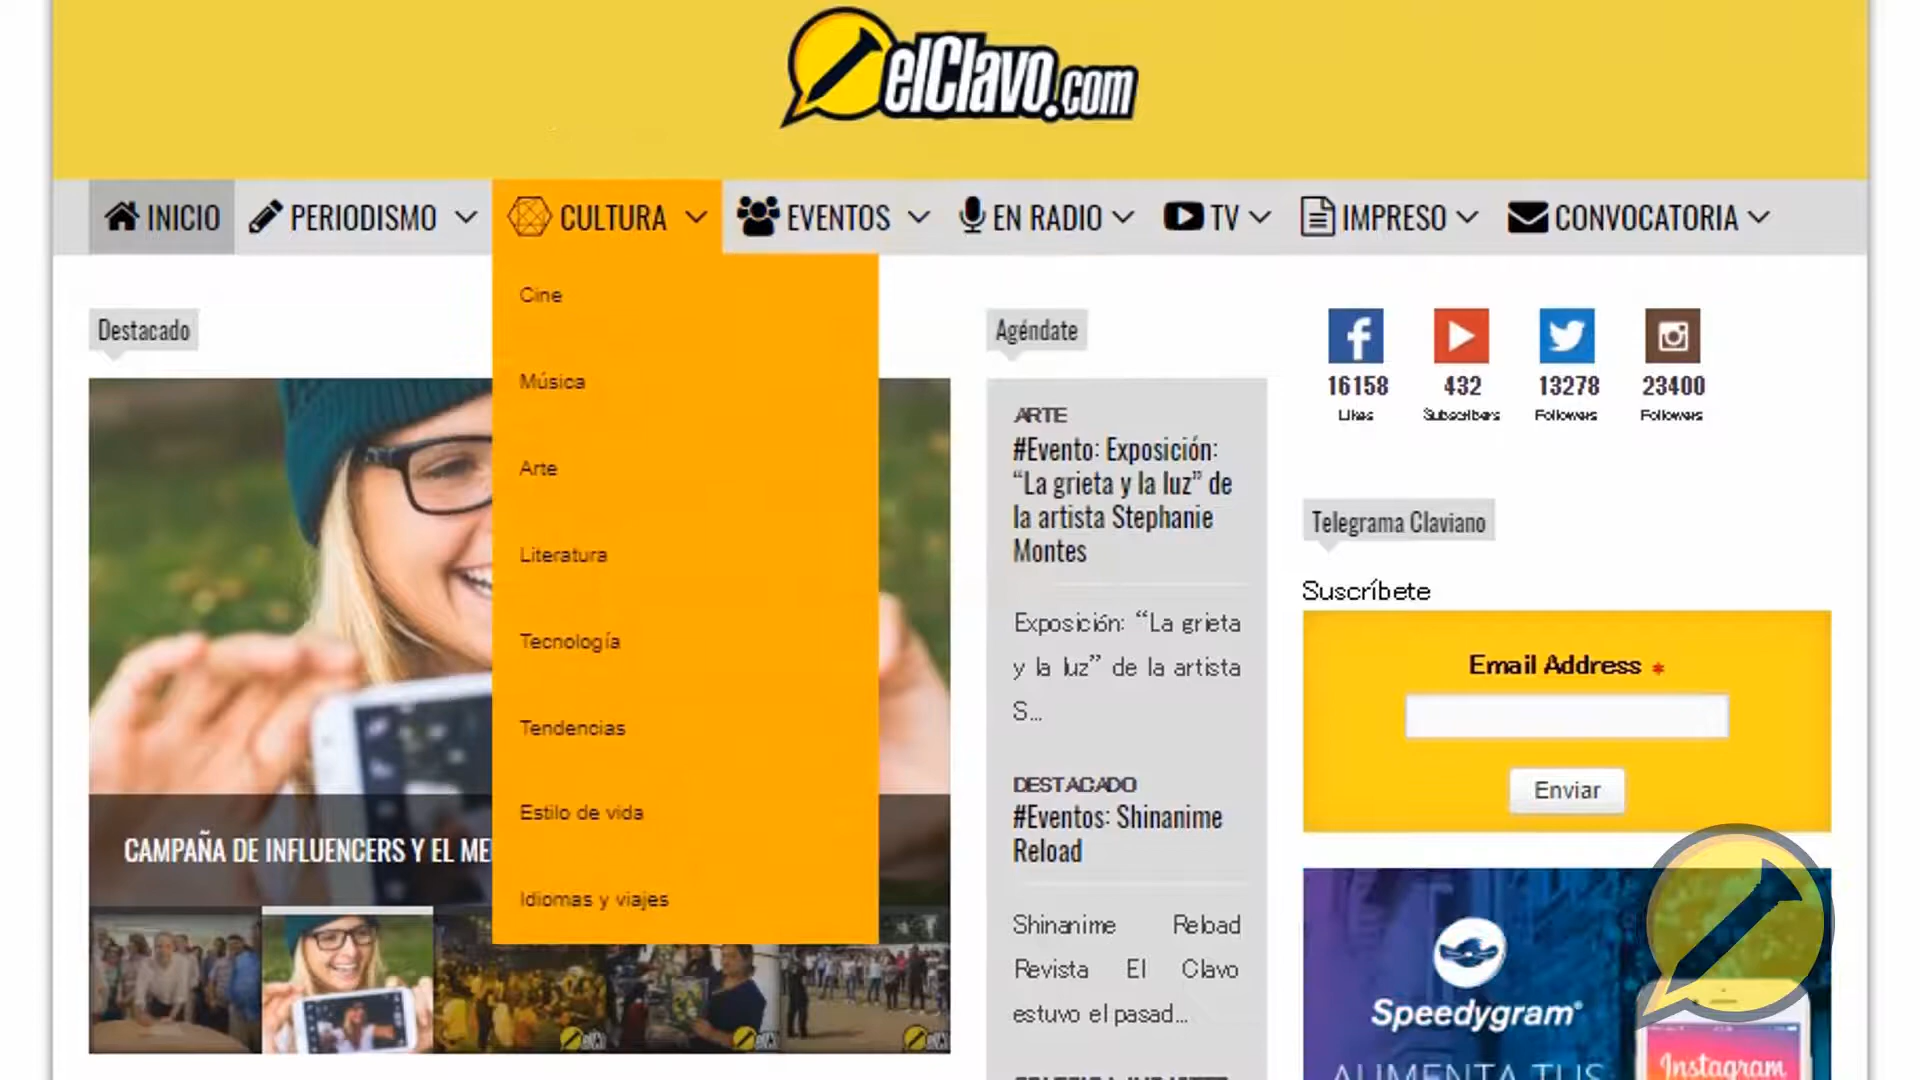 elClavo.com
INICIO
PERIODISMO
CULTURA
EVENTOS
EN RADIO
TV
IMPRESO
CONVOCATORIA
Cine
Música
Arte
Literatura
Tecnología
Tendencias
Estilo de vida
Idiomas y viajes
Destacado
CAMPAÑA DE INFLUENCERS Y EL
Agéndate
ARTE
#Evento: Exposición:
“La grieta y la luz” de
la artista Stephanie
Montes
Exposición: “La grieta
y la luz” de la artista
S...
DESTACADO
#Eventos: Shinanime
Reload
Shinanime Reload
Revista El Clavo
estuvo el pasad...
16158
Likes
432
Subscribers
13278
Followers
23400
Followers
Telegrama Claviano
Suscríbete
Email Address *
Enviar
Speedygram®
AUMENTA TUS
Instagram